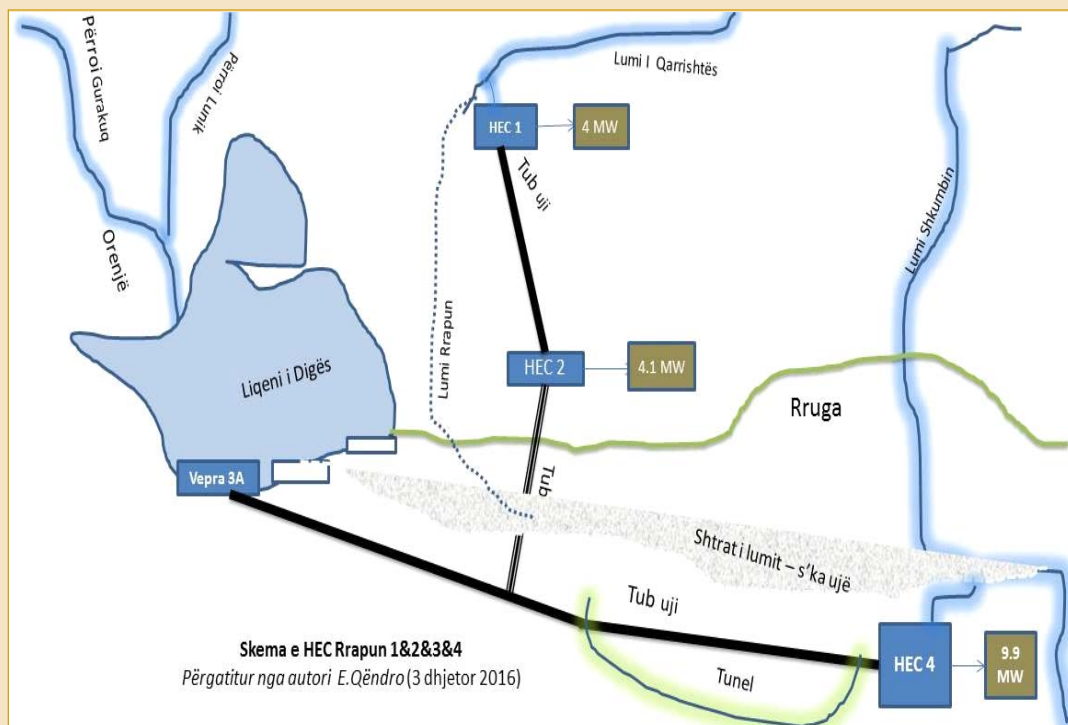 Përroi Gurakuq
Përroi Lunik
Lumi I Qarrishtës
HEC 1
4 MW
Tub uji
Lumi Shkumbin
Orenjë
Lumi Rrapun
HEC 2
4.1 MW
Liqeni i Digës
Rruga
Vepra 3A
Tub
Shtrat i lumit – s'ka ujë
Tub uji
HEC 4
9.9
MW
Tunel
Skema e HEC Rrapun 1&2&3&4
Përgatitur nga autori E.Qëndro (3 dhjetor 2016)